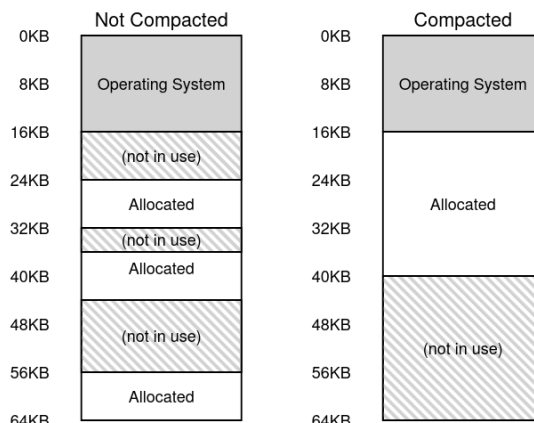 Not Compacted
0KB
8KB
16KB
24KB
32KB
40KB
48KB
56KB
64KB
Operating System
(not in use)
Allocated
(not in use)
Allocated
(not in use)
Allocated
Compacted
0KB
8KB
16KB
24KB
32KB
40KB
48KB
56KB
64KB
Operating System
Allocated
(not in use)